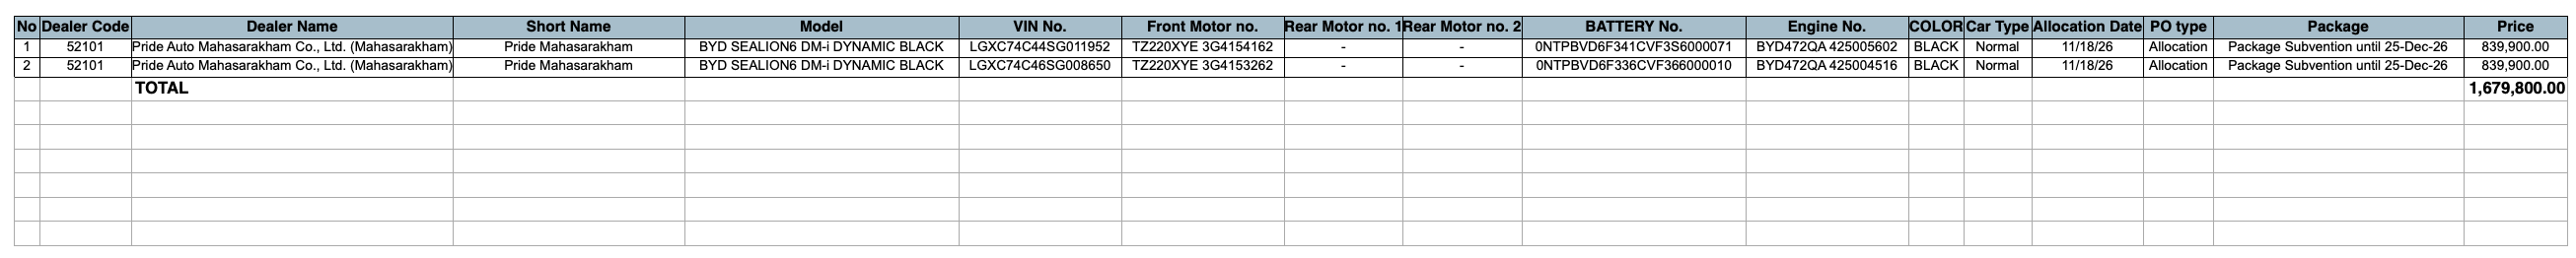 No Dealer Code Dealer Name Short Name Model VIN No. Front Motor no. Rear Motor no. 1 Rear Motor no. 2 BATTERY No. Engine No. COLOR Car Type Allocation Date PO type Package Price
1 52101 Pride Auto Mahasarakham Co., Ltd. (Mahasarakham) Pride Mahasarakham BYD SEALION6 DM-i DYNAMIC BLACK LGXC74C44SG011952 TZ220XYE 3G4154162 - - 0NTPBVD6F341CVF3S6000071 BYD472QA 425005602 BLACK Normal 11/18/26 Allocation Package Subvention until 25-Dec-26 839,900.00
2 52101 Pride Auto Mahasarakham Co., Ltd. (Mahasarakham) Pride Mahasarakham BYD SEALION6 DM-i DYNAMIC BLACK LGXC74C46SG008650 TZ220XYE 3G4153262 - - 0NTPBVD6F336CVF366000010 BYD472QA 425004516 BLACK Normal 11/18/26 Allocation Package Subvention until 25-Dec-26 839,900.00
TOTAL 1,679,800.00